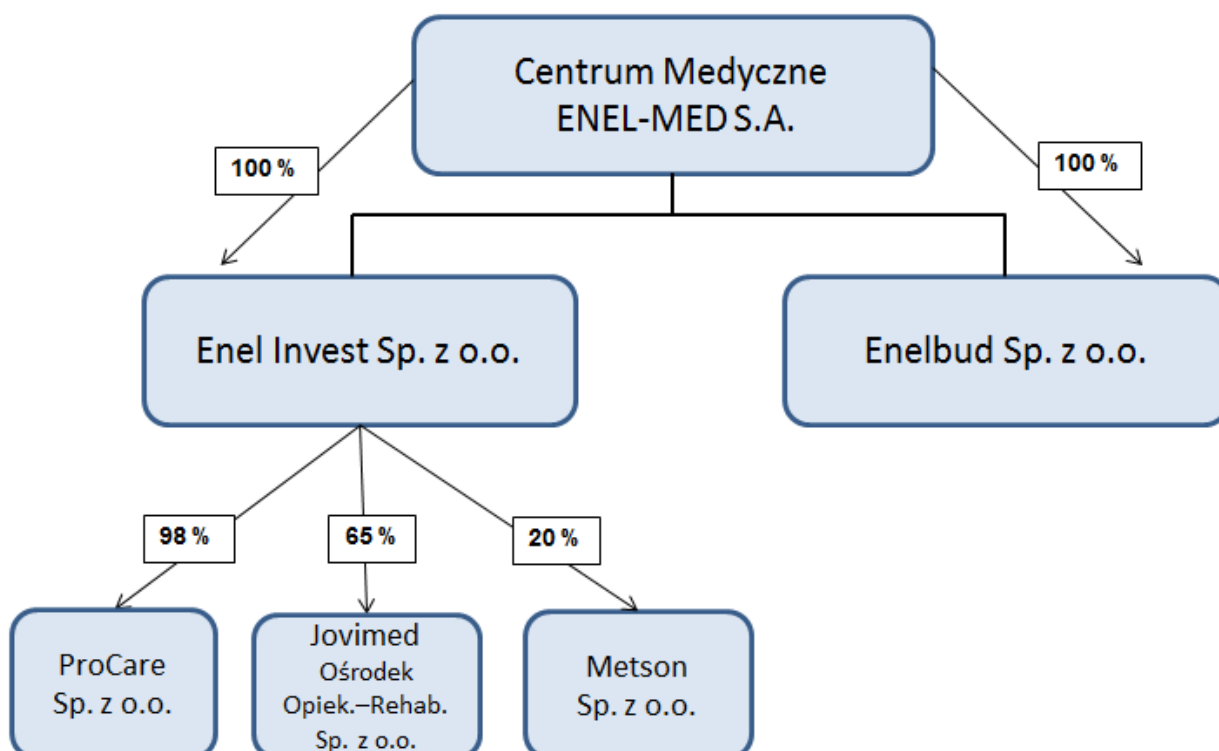 Centrum Medyczne
ENEL-MED S.A.
100 %
100 %
Enel Invest Sp. z o.o.
Enelbud Sp. z o.o.
98 %
65 %
20 %
ProCare
Sp. z o.o.
Jovimed
Ośrodek
Opiek.–Rehab.
Sp. z o.o.
Metson
Sp. z o.o.